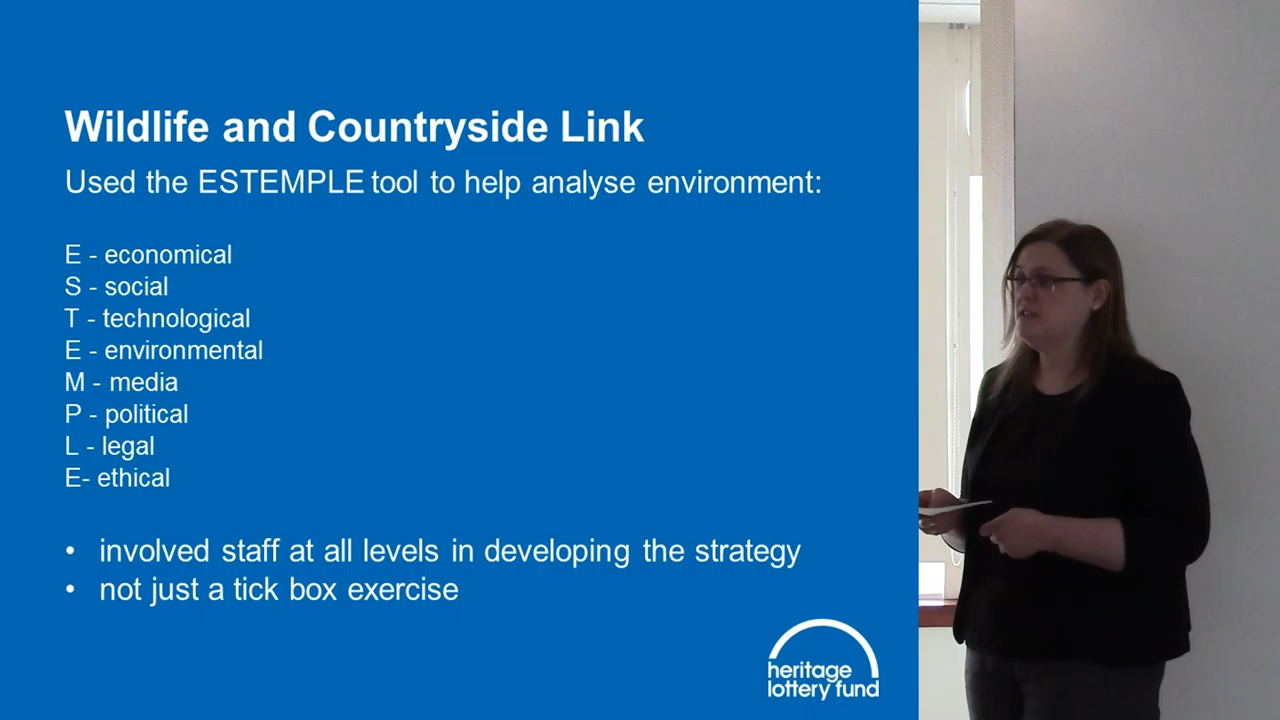 Wildlife and Countryside Link
Used the ESTEMPLE tool to help analyse environment:
E - economical
S - social
T - technological
E - environmental
M - media
P - political
L - legal
E- ethical
• involved staff at all levels in developing the strategy
• not just a tick box exercise
heritage
lottery fund